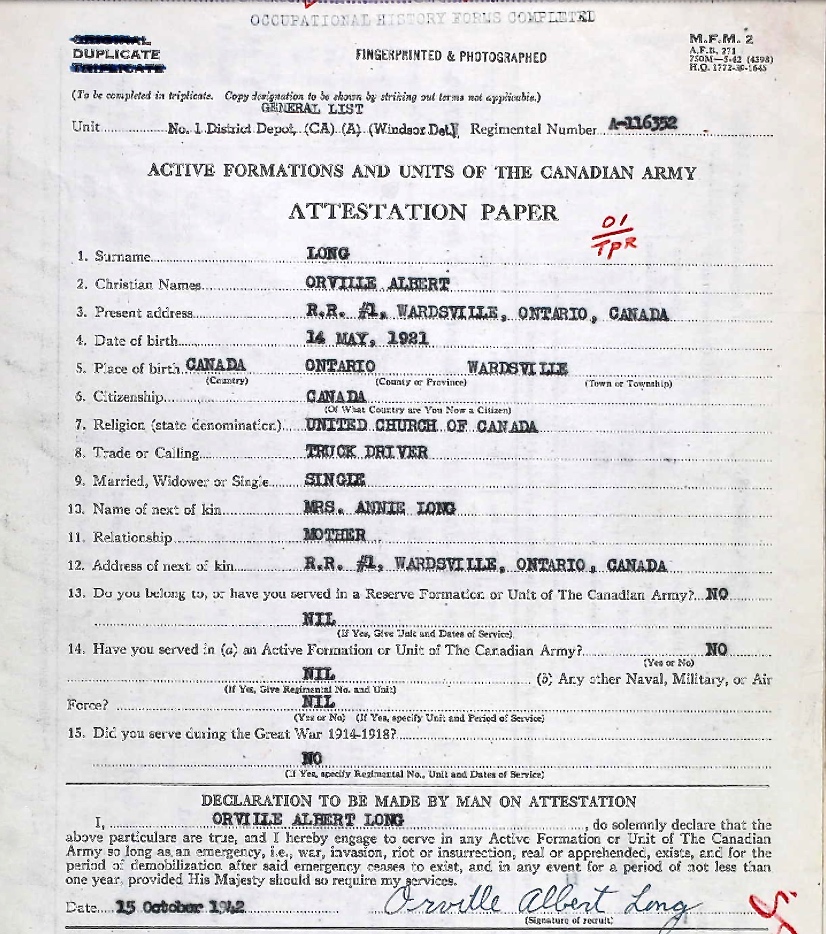 OCCUPATIONAL HISTORY FORMS COMPLETED
ORIGINAL
DUPLICATE
TRIPLICATE
FINGERPRINTED & PHOTOGRAPHED
M.F.M. 2
A.F.B. 271
750M—5-42 (4398)
H.Q. 1772-39-1645
(To be completed in triplicate. Copy designation to be shown by striking out terms not applicable.)
GENERAL LIST
Unit No. 1 District Depot, (CA) (A) (Windsor Det) Regimental Number A-116352
ACTIVE FORMATIONS AND UNITS OF THE CANADIAN ARMY
ATTESTATION PAPER
01
TPR
1. Surname LONG
2. Christian Names ORVILLE ALBERT
3. Present address R.R. #1, WARDSVILLE, ONTARIO, CANADA
4. Date of birth 14 MAY, 1921
5. Place of birth CANADA ONTARIO WARDSVILLE
(Country) (County or Province) (Town or Township)
6. Citizenship CANADA
(Of What Country are You Now a Citizen)
7. Religion (state denomination) UNITED CHURCH OF CANADA
8. Trade or Calling TRUCK DRIVER
9. Married, Widower or Single SINGLE
10. Name of next of kin MRS. ANNIE LONG
11. Relationship MOTHER
12. Address of next of kin R.R. #1, WARDSVILLE, ONTARIO, CANADA
13. Do you belong to, or have you served in a Reserve Formation or Unit of The Canadian Army? NO
NIL
(If Yes, Give Unit and Dates of Service)
14. Have you served in (a) an Active Formation or Unit of The Canadian Army? NO
(Yes or No)
NIL (b) Any other Naval, Military, or Air
(If Yes, Give Regimental No. and Unit)
Force? NIL
(Yes or No) (If Yes, specify Unit and Period of Service)
15. Did you serve during the Great War 1914-1918?
NO
(If Yes, specify Regimental No., Unit and Dates of Service)
DECLARATION TO BE MADE BY MAN ON ATTESTATION
I, ORVILLE ALBERT LONG, do solemnly declare that the
above particulars are true, and I hereby engage to serve in any Active Formation or Unit of The Canadian
Army so long as an emergency, i.e., war, invasion, riot or insurrection, real or apprehended, exists, and for the
period of demobilization after said emergency ceases to exist, and in any event for a period of not less than
one year, provided His Majesty should so require my services.
Date 15 October 1942 Orville Albert Long
(Signature of recruit)